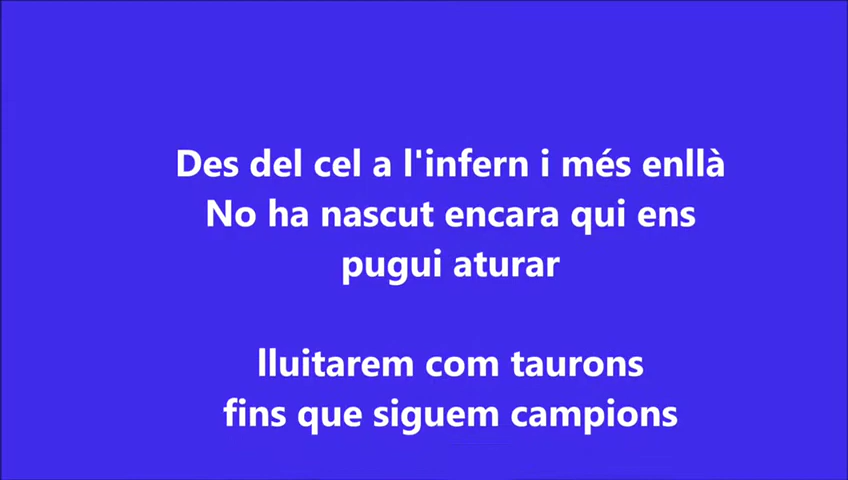 Des del cel a l'infern i més enllà
No ha nascut encara qui ens
pugui aturar
lluitarem com taurons
fins que siguem campions